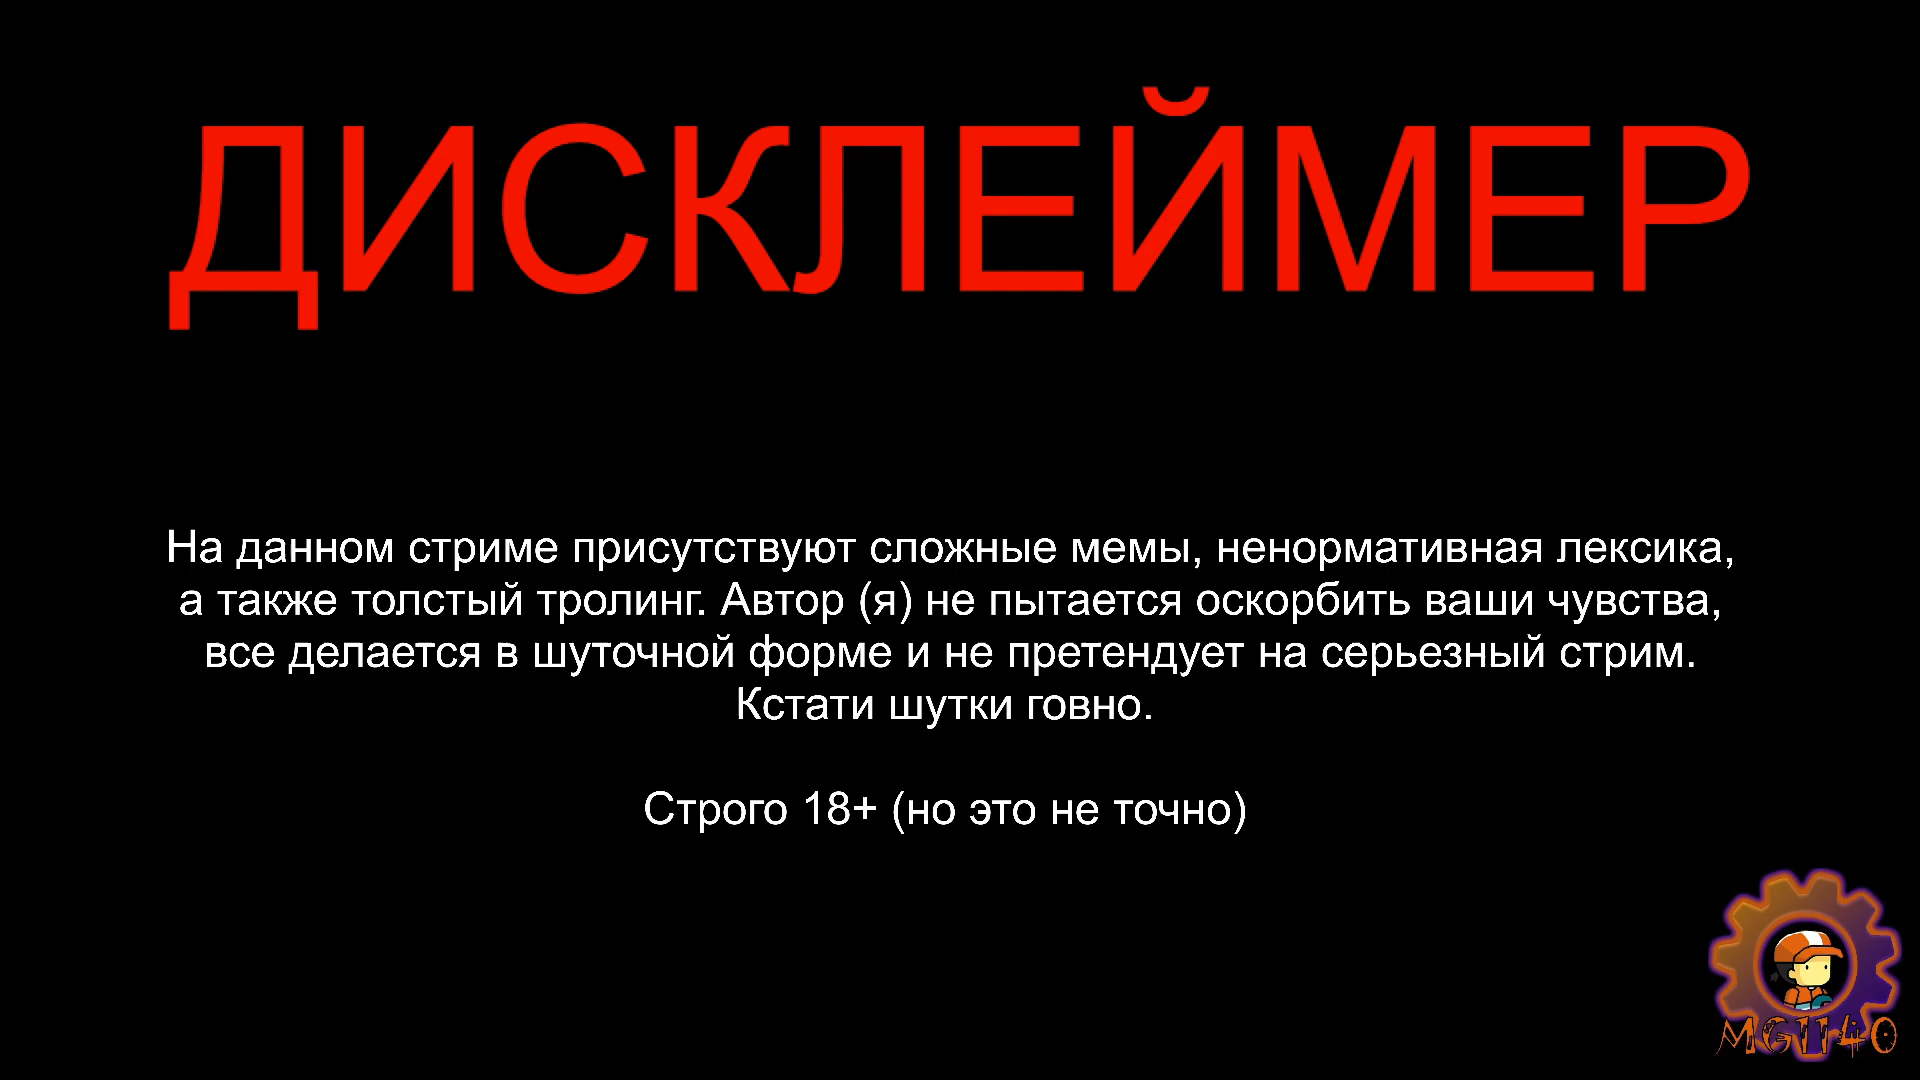 ДИСКЛЕЙМЕР
На данном стриме присутствуют сложные мемы, ненормативная лексика,
а также толстый тролинг. Автор (я) не пытается оскорбить ваши чувства,
все делается в шуточной форме и не претендует на серьезный стрим.
Кстати шутки говно.
Строго 18+ (но это не точно)
MG1140